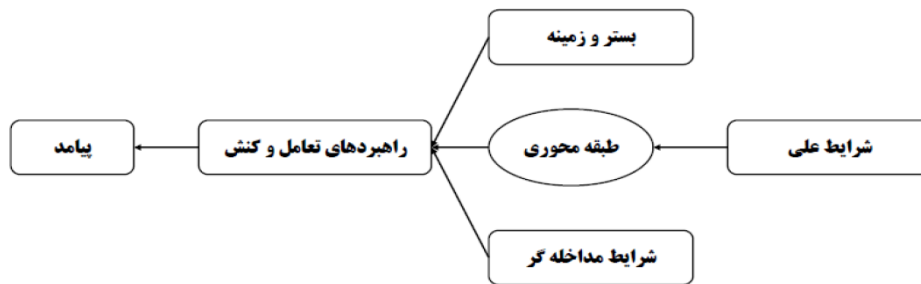 بستر و زمینه
شرایط علی
طبقه محوری
راهبردهای تعامل و کنش
پیامد
شرایط مداخله گر